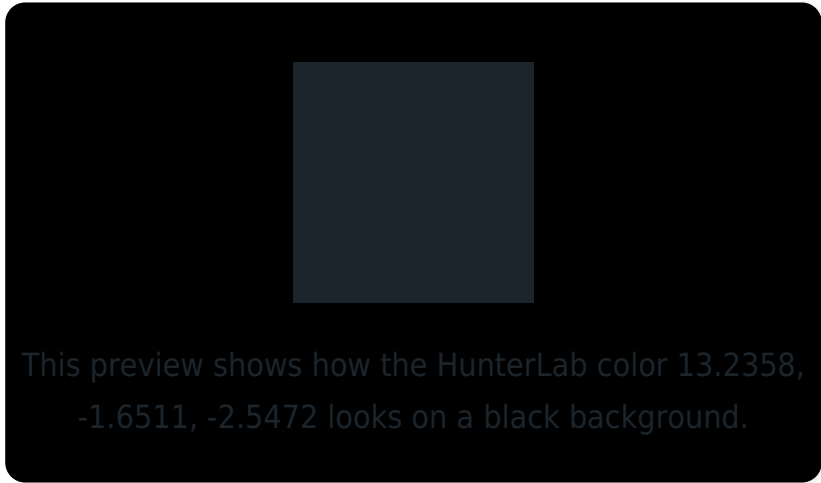 This preview shows how the HunterLab color 13.2358,
-1.6511, -2.5472 looks on a black background.